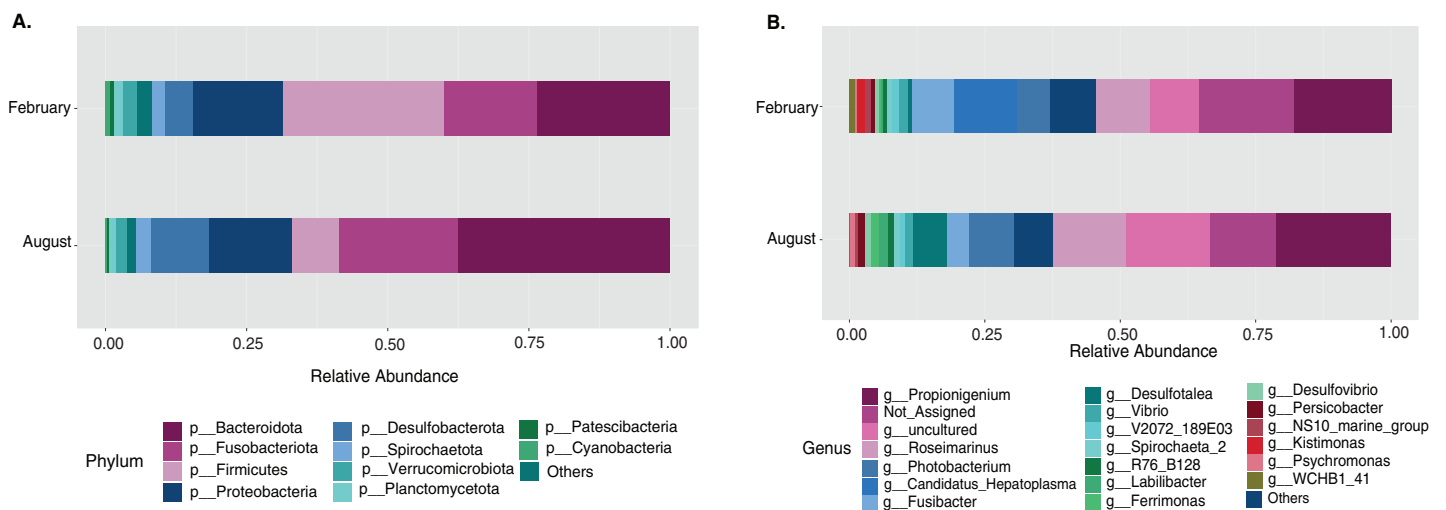 A.
February
August
0.00 0.25 0.50 0.75 1.00
Relative Abundance
Phylum
p__Bacteroidota
p__Fusobacteriota
p__Firmicutes
p__Proteobacteria
p__Desulfobacterota
p__Spirochaetota
p__Verrucomicrobiota
p__Planctomycetota
p__Patescibacteria
p__Cyanobacteria
Others
B.
February
August
0.00 0.25 0.50 0.75 1.00
Relative Abundance
Genus
g__Propionigenium
Not_Assigned
g__uncultured
g__Roseimarinus
g__Photobacterium
g__Candidatus_Hepatoplasma
g__Fusibacter
g__Desulfotalea
g__Vibrio
g__V2072_189E03
g__Spirochaeta_2
g__R76_B128
g__Labilibacter
g__Ferrimonas
g__Desulfovibrio
g__Persicobacter
g__NS10_marine_group
g__Kistimonas
g__Psychromonas
g__WCHB1_41
Others